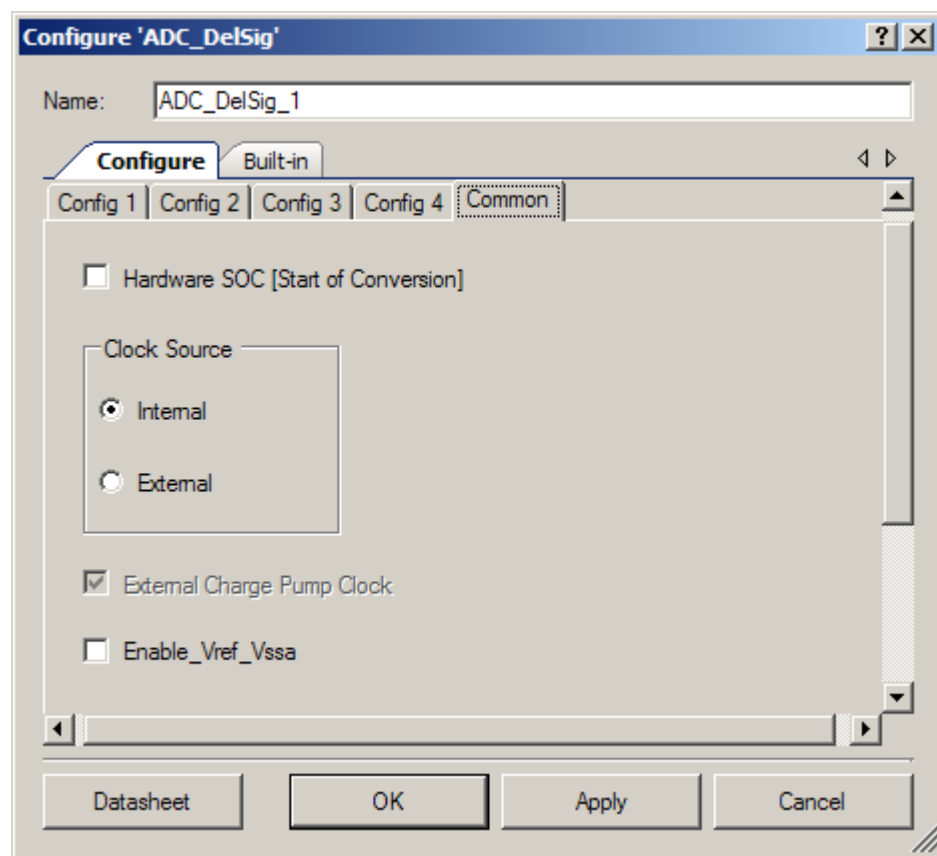 Configure 'ADC_DelSig'
Name: ADC_DelSig_1
Configure Built-in
Config 1 Config 2 Config 3 Config 4 Common
Hardware SOC [Start of Conversion]
Clock Source
Internal
External
External Charge Pump Clock
Enable_Vref_Vssa
Datasheet OK Apply Cancel